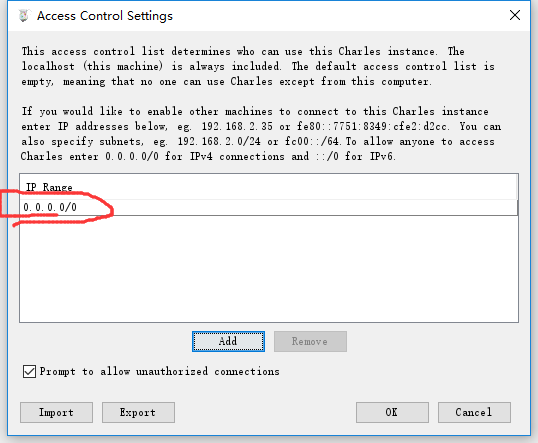 Access Control Settings
This access control list determines who can use this Charles instance. The
localhost (this machine) is always included. The default access control list is
empty, meaning that no one can use Charles except from this computer.
If you would like to enable other machines to connect to this Charles instance
enter IP addresses below, eg. 192.168.2.35 or fe80::7751:8349:cfe2:d2cc. You can
also specify subnets, eg. 192.168.2.0/24 or fc00::/64.To allow anyone to access
Charles enter 0.0.0.0/0 for IPv4 connections and ::/0 for IPv6.
IP Range
0.0.0.0/0
Add Remove
Prompt to allow unauthorized connections
Import Export OK Cancel